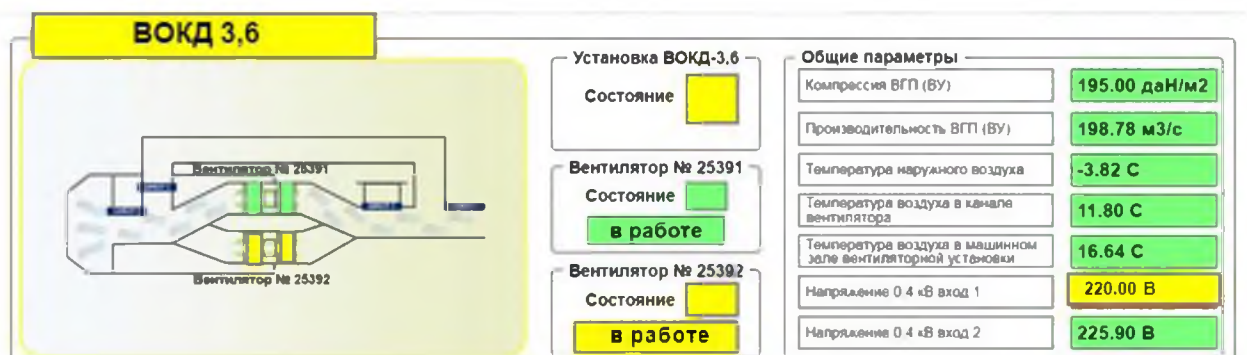 ВОКД 3,6
Вентилятор № 25391
Вентилятор № 25392
Установка ВОКД-3,6
Состояние
Вентилятор № 25391
Состояние
в работе
Вентилятор № 25392
Состояние
в работе
Общие параметры
Компрессия ВГП (ВУ)
195.00 даН/м2
Производительность ВГП (ВУ)
198.78 м3/с
Температура наружного воздуха
-3.82 С
Температура воздуха в канале
вентилятора
11.80 С
Температура воздуха в машинном
зале вентиляторной установки
16.64 С
Напряжение 0.4 кВ вход 1
220.00 В
Напряжение 0.4 кВ вход 2
225.90 В